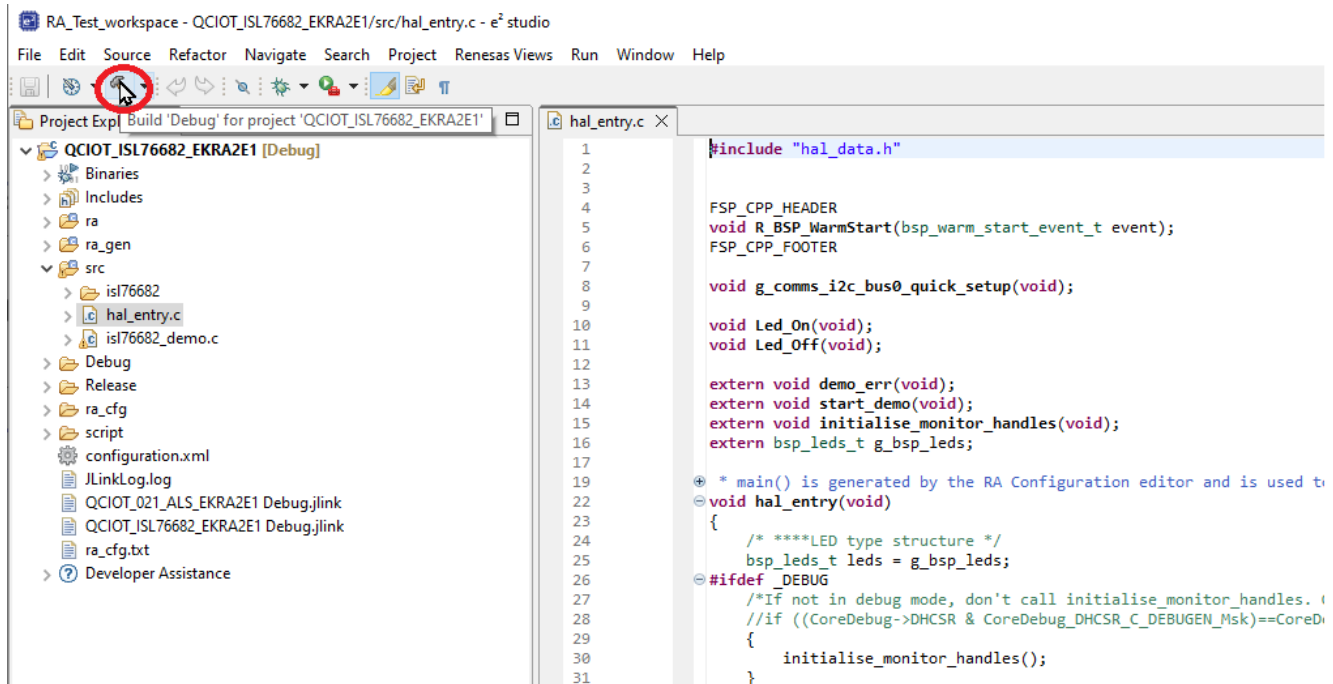 RA_Test_workspace - QCIOT_ISL76682_EKRA2E1/src/hal_entry.c - e² studio
File Edit Source Refactor Navigate Search Project Renesas Views Run Window Help
Project Expl
Build 'Debug' for project 'QCIOT_ISL76682_EKRA2E1'
QCIOT_ISL76682_EKRA2E1 [Debug]
Binaries
Includes
ra
ra_gen
src
isl76682
hal_entry.c
isl76682_demo.c
Debug
Release
ra_cfg
script
configuration.xml
JLinkLog.log
QCIOT_021_ALS_EKRA2E1 Debug.jlink
QCIOT_ISL76682_EKRA2E1 Debug.jlink
ra_cfg.txt
Developer Assistance
hal_entry.c
1 #include "hal_data.h"
2
3
4 FSP_CPP_HEADER
5 void R_BSP_WarmStart(bsp_warm_start_event_t event);
6 FSP_CPP_FOOTER
7
8 void g_comms_i2c_bus0_quick_setup(void);
9
10 void Led_On(void);
11 void Led_Off(void);
12
13 extern void demo_err(void);
14 extern void start_demo(void);
15 extern void initialise_monitor_handles(void);
16 extern bsp_leds_t g_bsp_leds;
17
19 * main() is generated by the RA Configuration editor and is used
22 void hal_entry(void)
23 {
24 /* ****LED type structure */
25 bsp_leds_t leds = g_bsp_leds;
26 #ifdef _DEBUG
27 /*If not in debug mode, don't call initialise_monitor_handles.
28 //if ((CoreDebug->DHCSR & CoreDebug_DHCSR_C_DEBUGEN_Msk)==CoreD
29 {
30 initialise_monitor_handles();
31 }